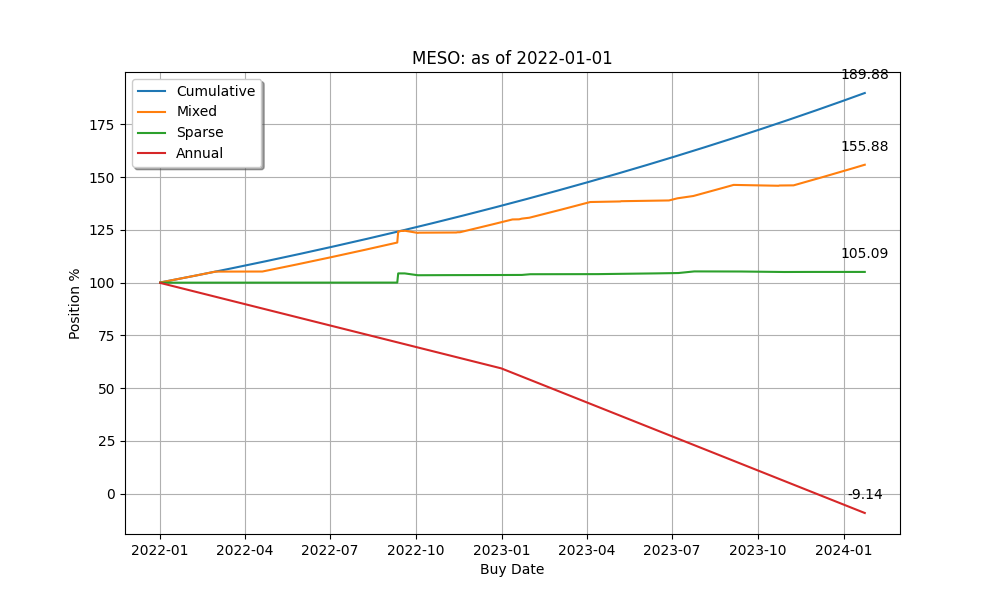 MESO: as of 2022-01-01
189.88
Cumulative
Mixed
Sparse
Annual
175
155.88
150
125
105.09
100
75
50
25
0
-9.14
Position %
2022-01 2022-04 2022-07 2022-10 2023-01 2023-04 2023-07 2023-10 2024-01
Buy Date